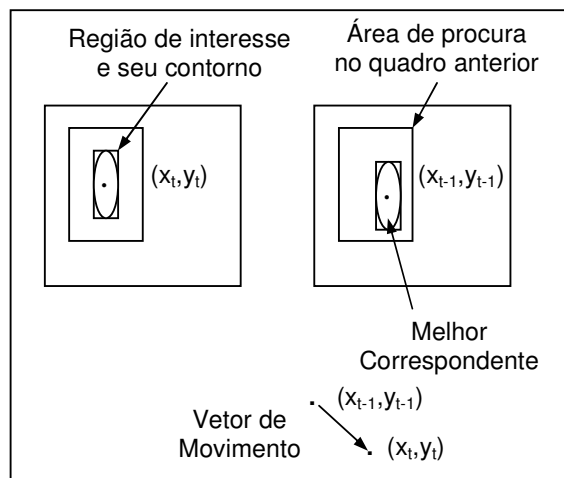 Região de interesse
e seu contorno
Área de procura
no quadro anterior
(xt,yt)
(xt-1,yt-1)
Melhor
Correspondente
Vetor de
Movimento
(xt-1,yt-1)
(xt,yt)